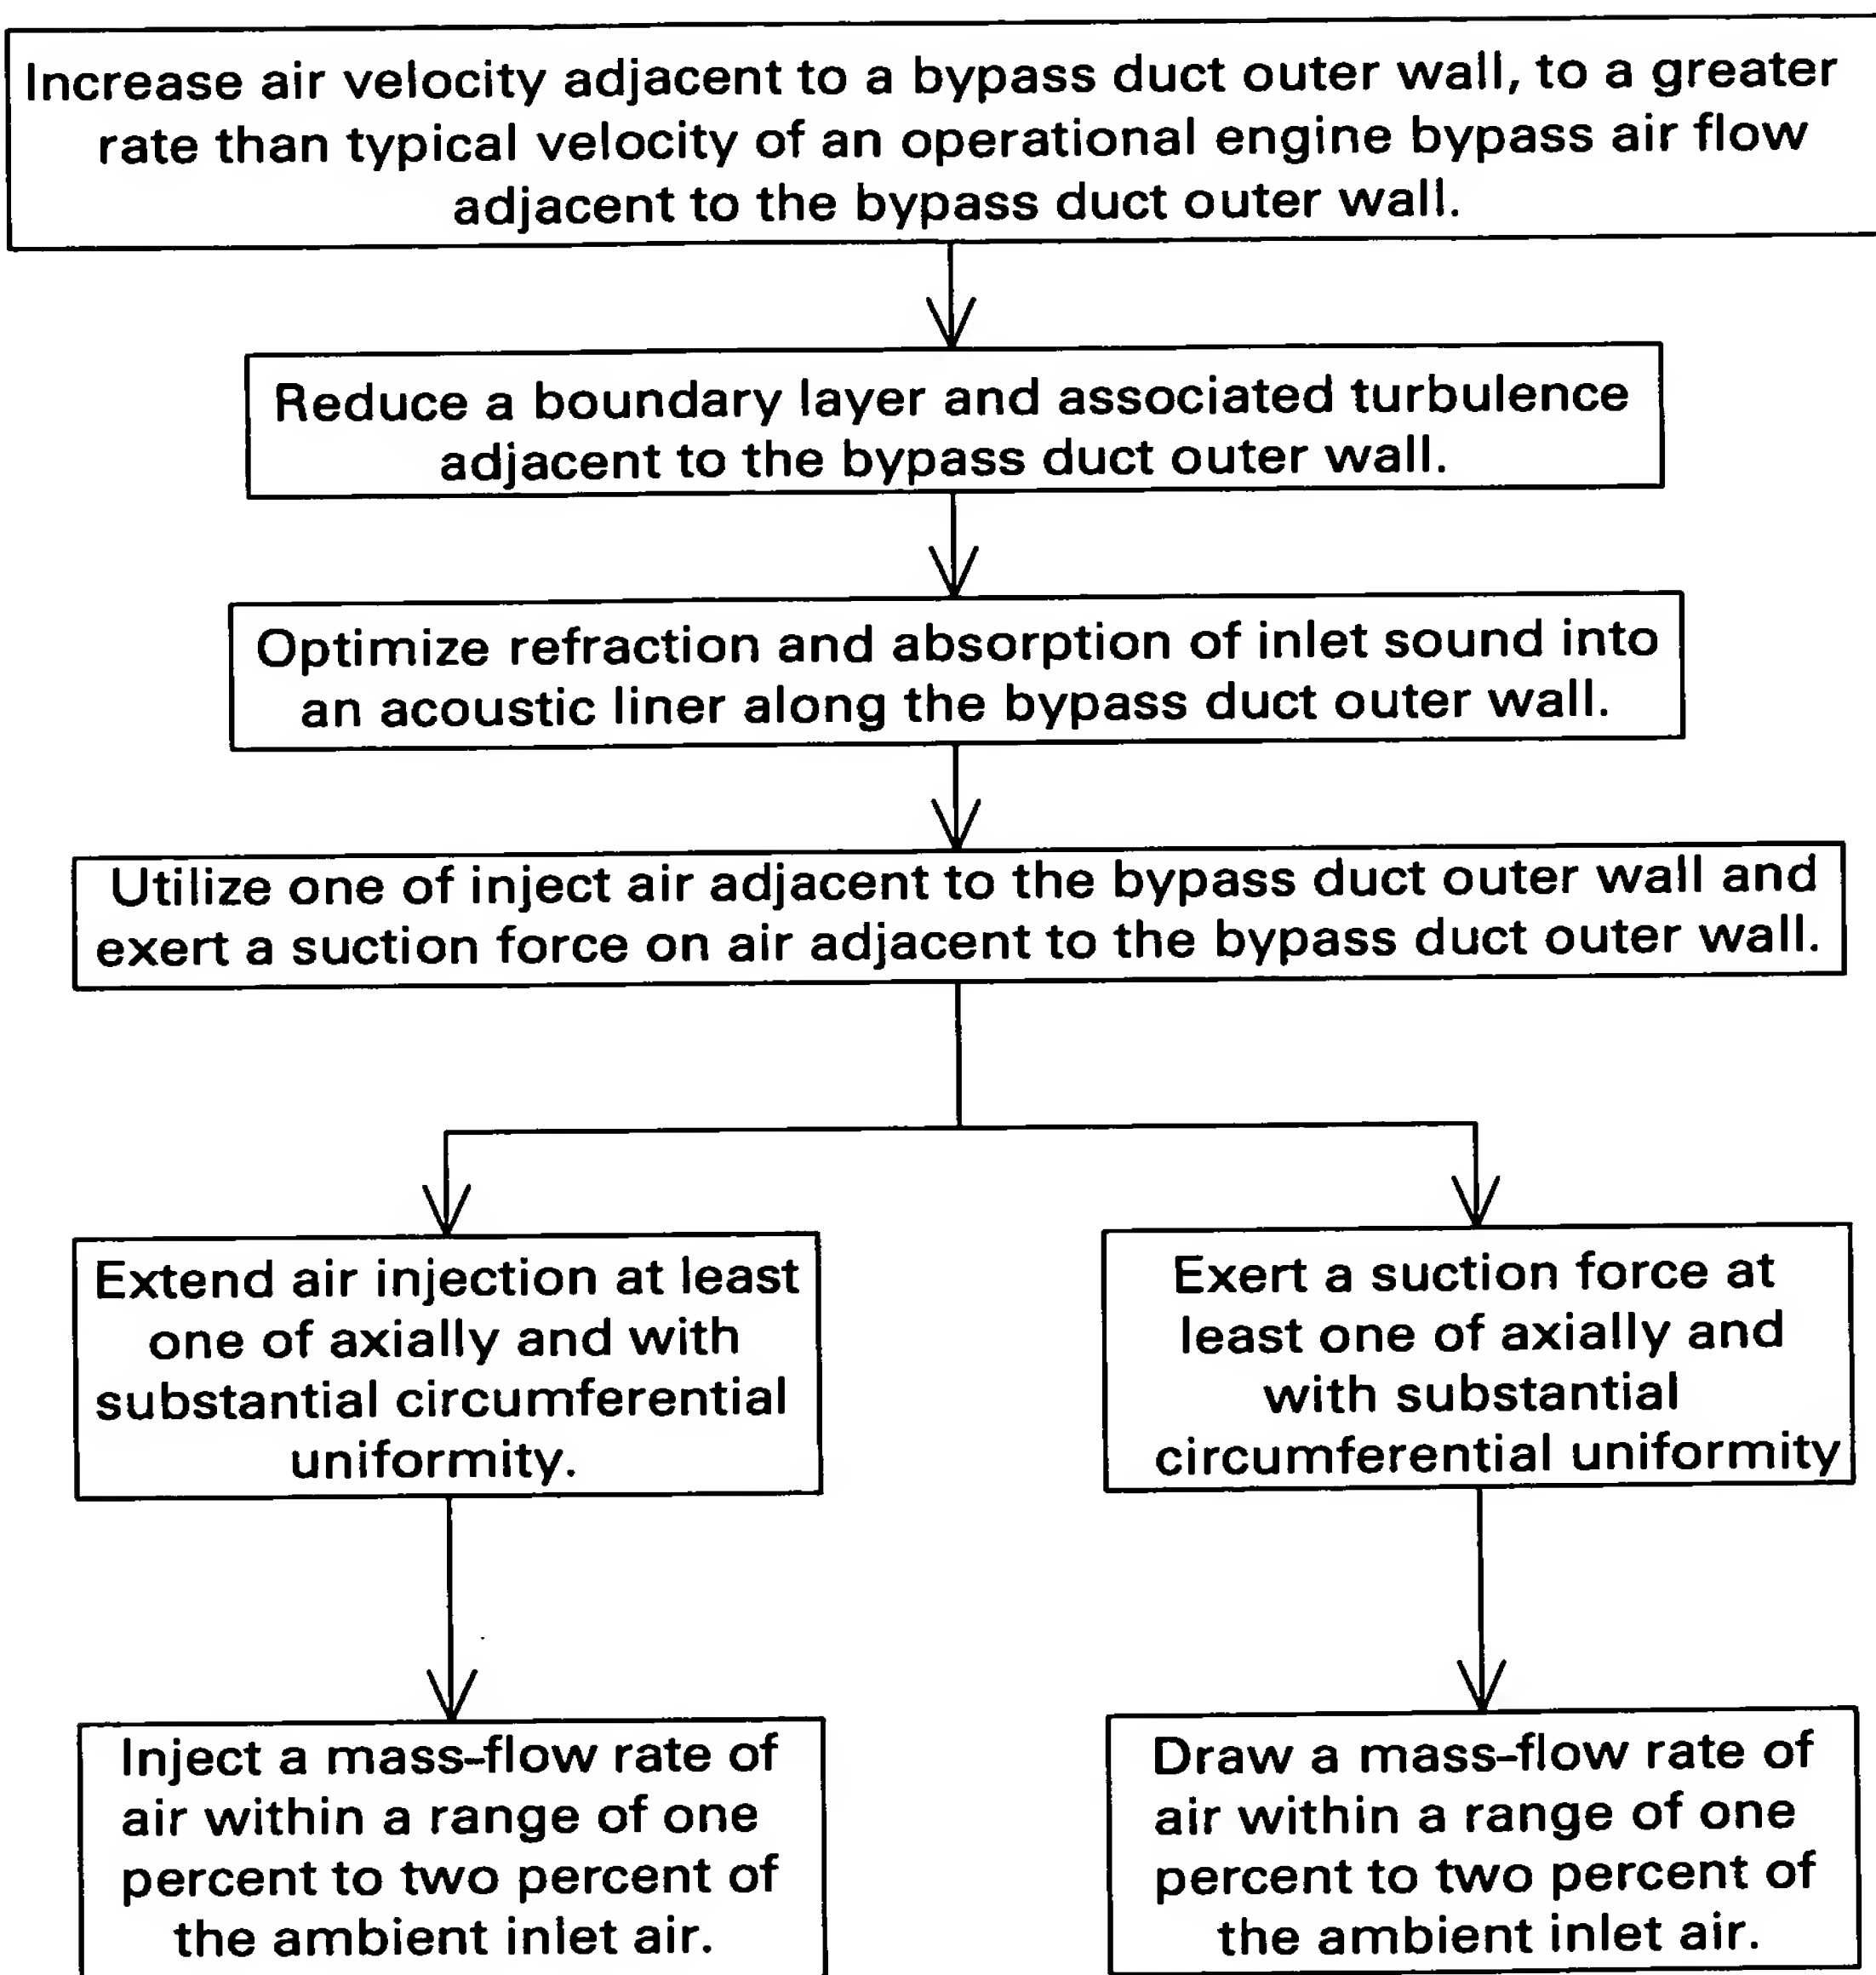 Increase air velocity adjacent to a bypass duct outer wall, to a greater
rate than typical velocity of an operational engine bypass air flow
adjacent to the bypass duct outer wall.
Reduce a boundary layer and associated turbulence
adjacent to the bypass duct outer wall.
Optimize refraction and absorption of inlet sound into
an acoustic liner along the bypass duct outer wall.
Utilize one of inject air adjacent to the bypass duct outer wall and
exert a suction force on air adjacent to the bypass duct outer wall.
Extend air injection at least
one of axially and with
substantial circumferential
uniformity.
Exert a suction force at
least one of axially and
with substantial
circumferential uniformity
Inject a mass-flow rate of
air within a range of one
percent to two percent of
the ambient inlet air.
Draw a mass-flow rate of
air within a range of one
percent to two percent of
the ambient inlet air.